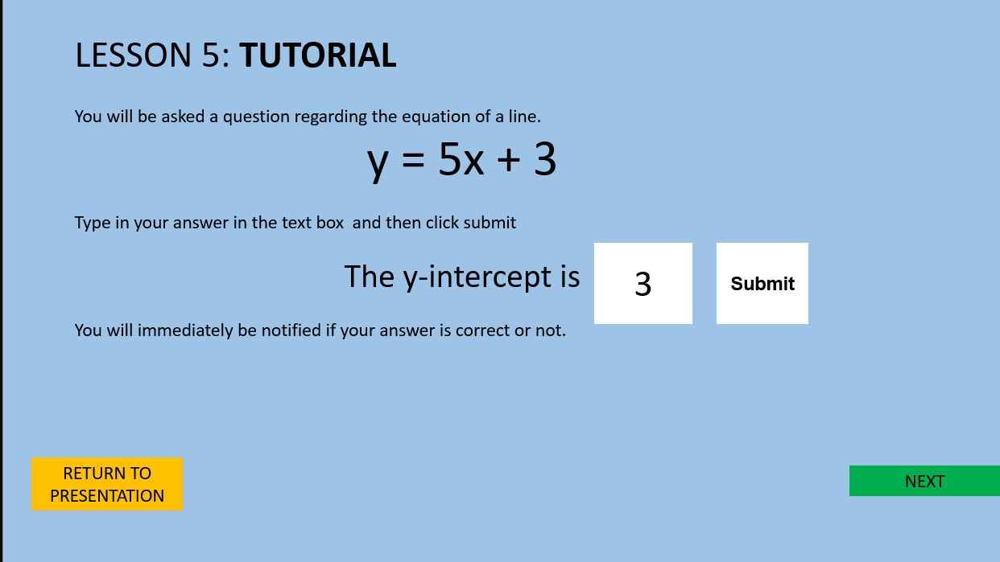 LESSON 5: TUTORIAL
You will be asked a question regarding the equation of a line.
y = 5x + 3
Type in your answer in the text box  and then click submit
The y-intercept is 3 Submit
You will immediately be notified if your answer is correct or not.
RETURN TO
PRESENTATION
NEXT